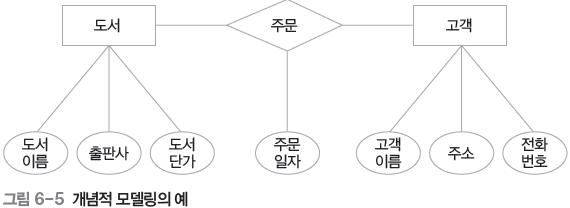 도서
주문
고객
도서
이름
출판사
도서
단가
주문
일자
고객
이름
주소
전화
번호
그림 6-5 개념적 모델링의 예